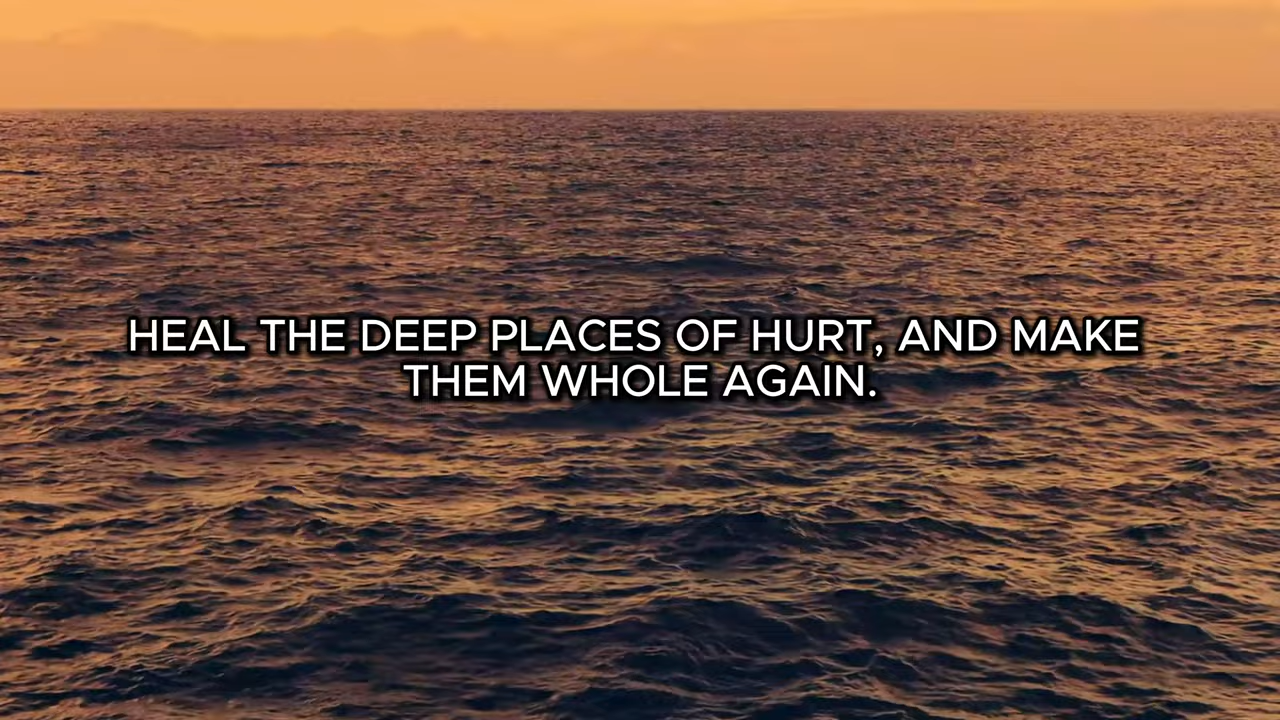 HEAL THE DEEP PLACES OF HURT, AND MAKE
THEM WHOLE AGAIN.